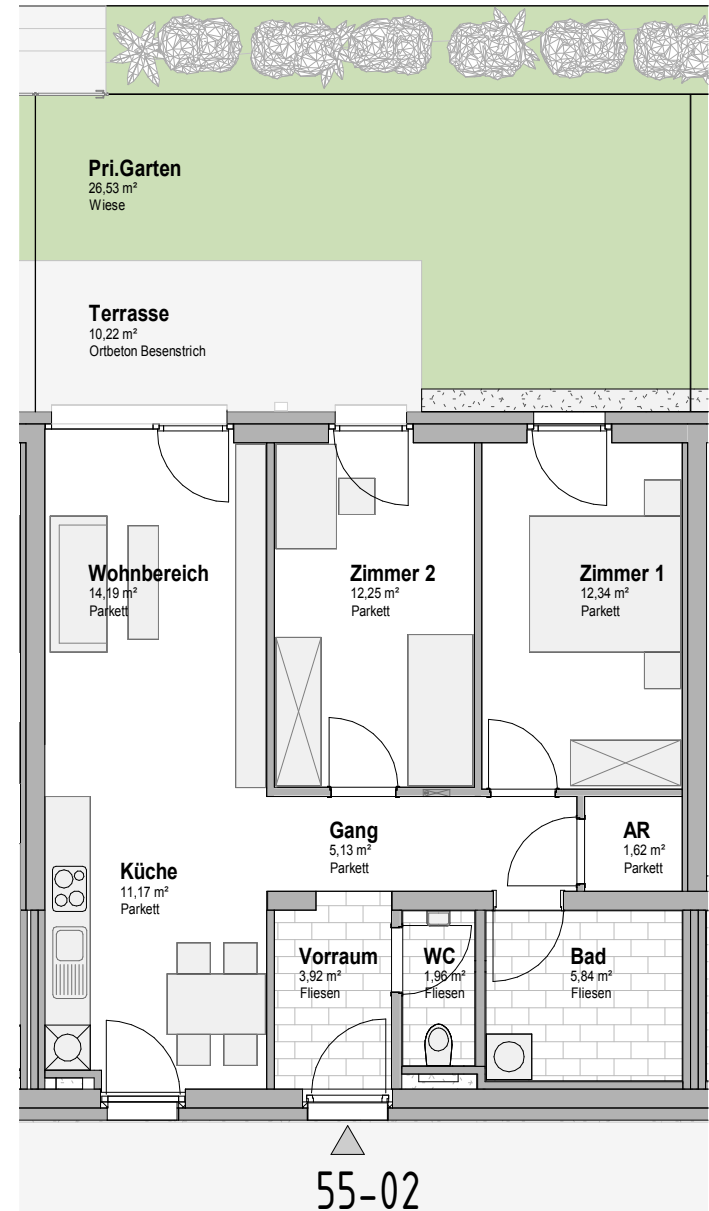 Pri.Garten
26,53 m²
Wiese
Terrasse
10,22 m²
Ortbeton Besenstrich
Wohnbereich
14,19 m²
Parkett
Zimmer 2
12,25 m²
Parkett
Zimmer 1
12,34 m²
Parkett
Gang
5,13 m²
Parkett
AR
1,62 m²
Parkett
Küche
11,17 m²
Parkett
Vorraum
3,92 m²
Fliesen
WC
1,96 m²
Fliesen
Bad
5,84 m²
Fliesen
55-02